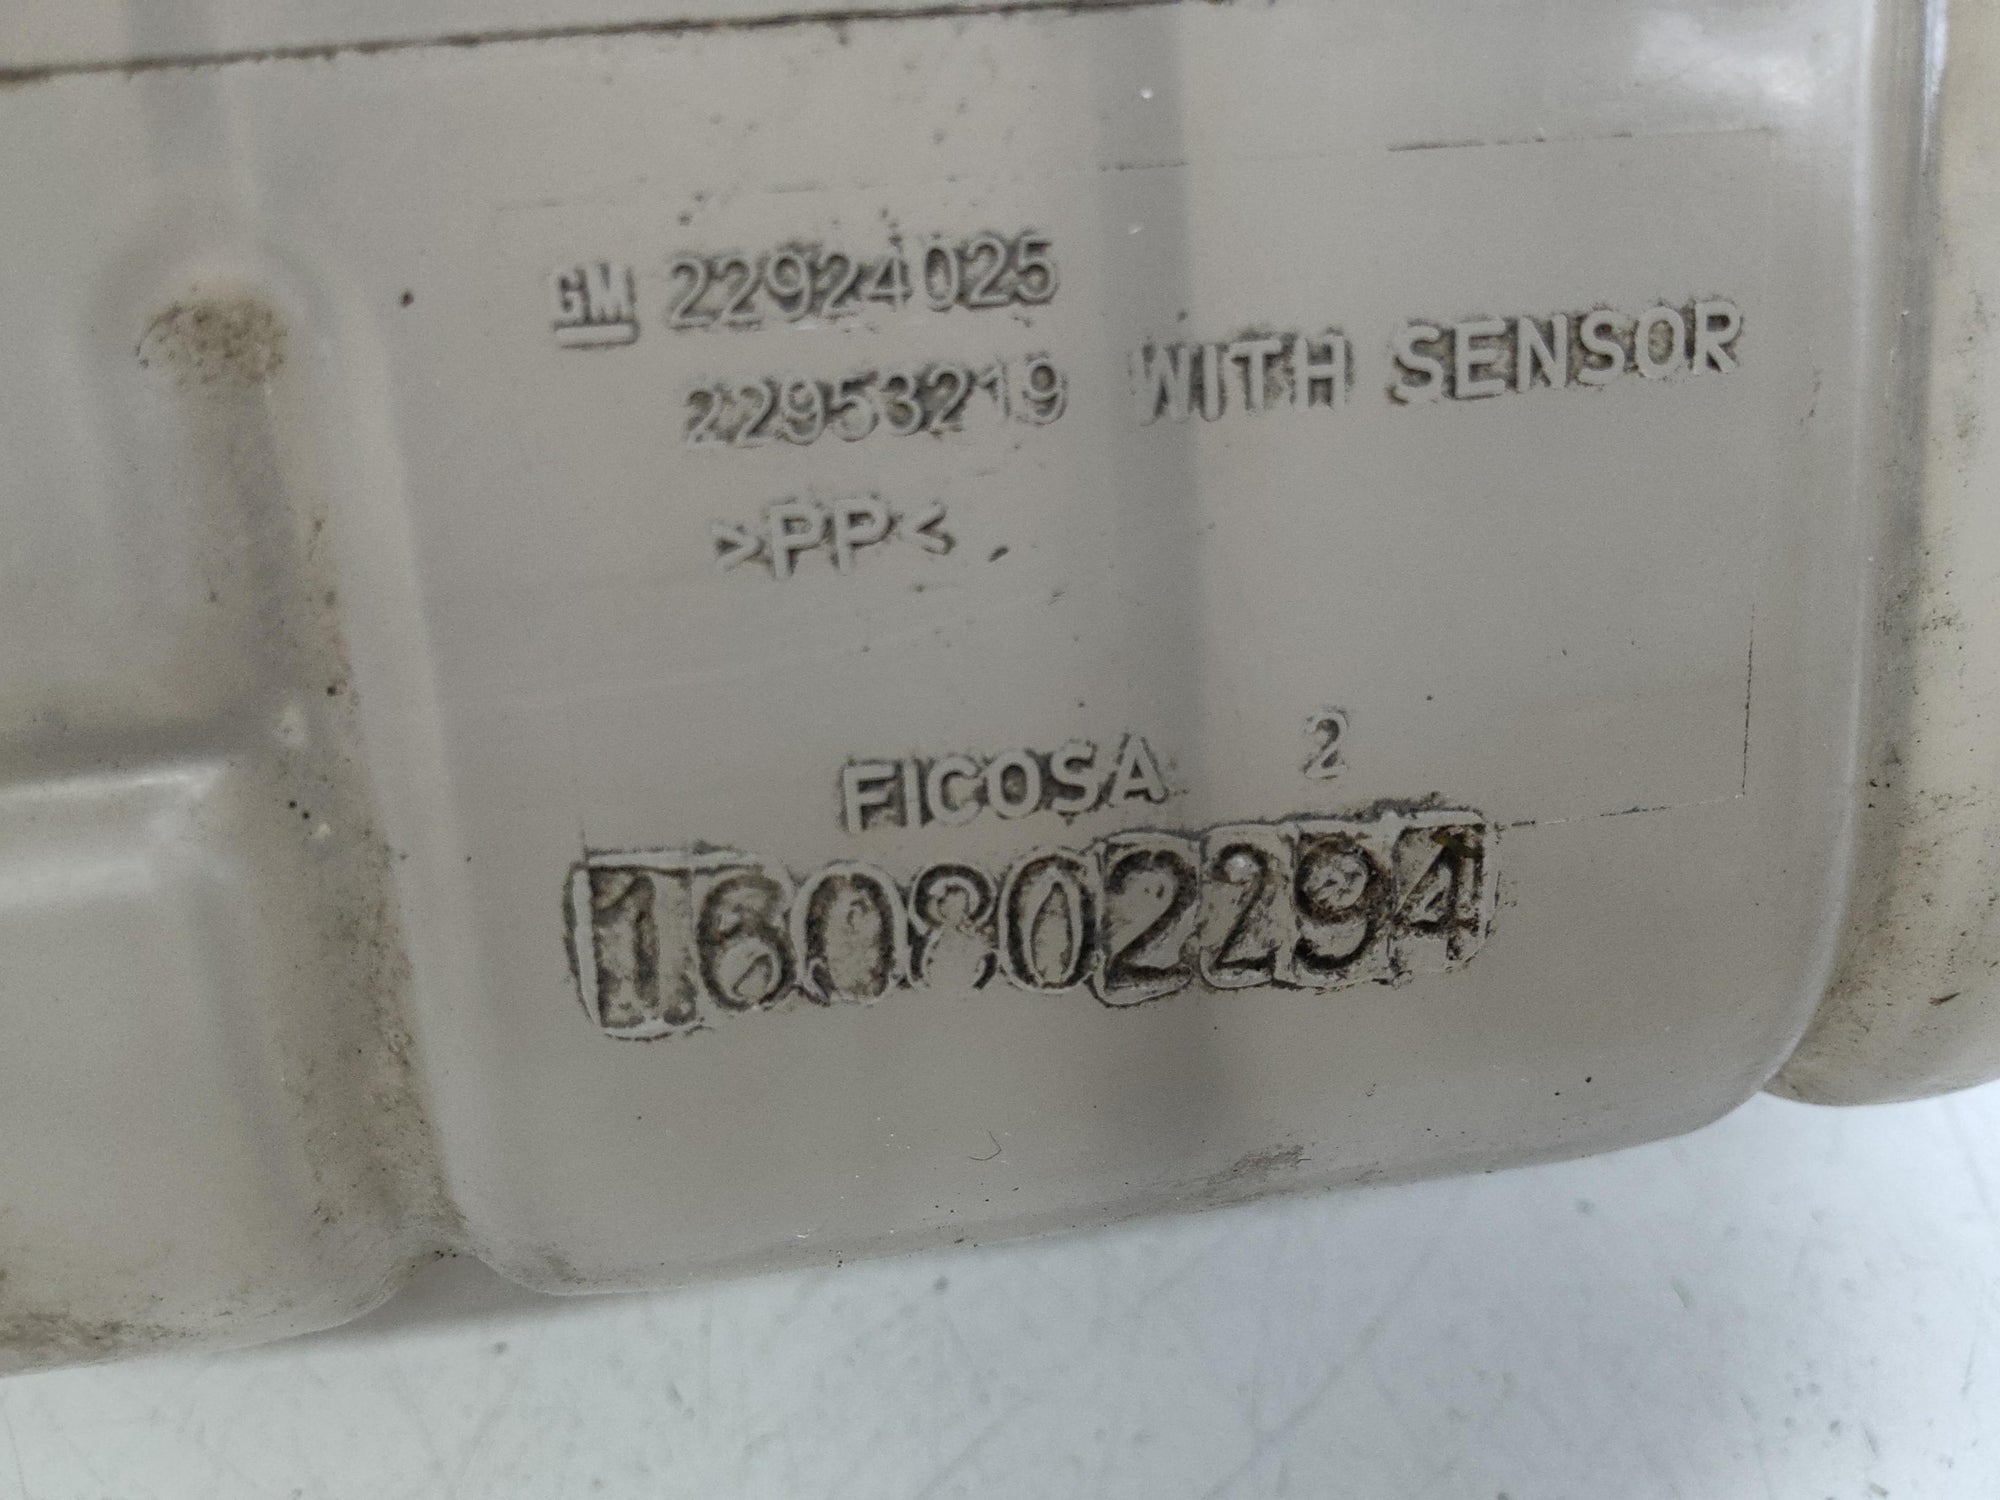 GM 22924025
22953219 WITH SENSOR
>PP<
FICOSA 2
160802294